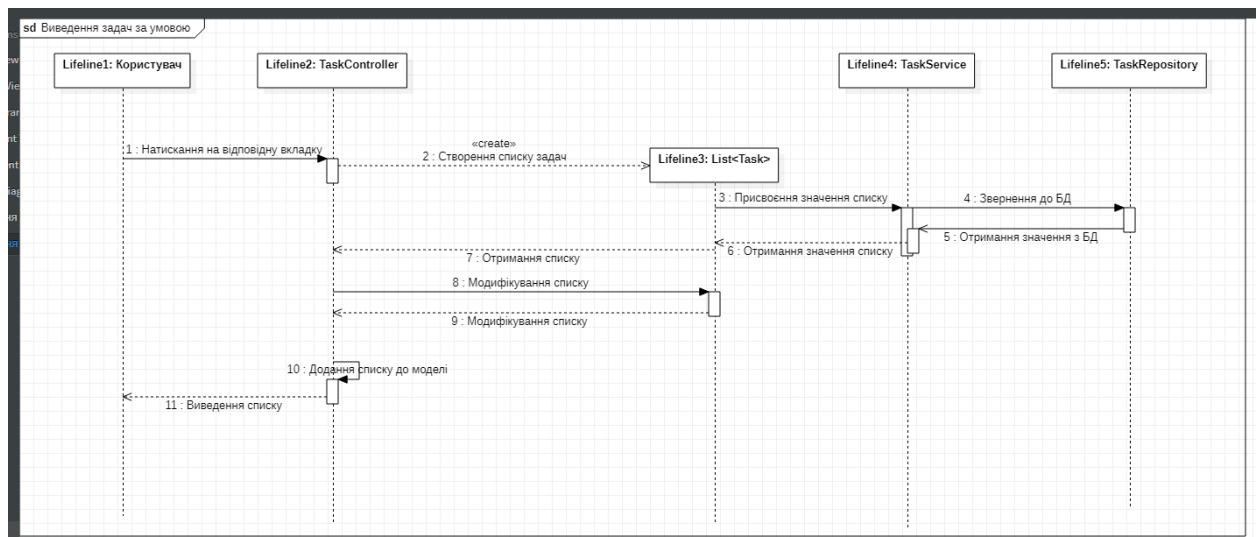 sd Виведення задач за умовою
Lifeline1: Користувач
Lifeline2: TaskController
Lifeline4: TaskService
Lifeline5: TaskRepository
1 : Натискання на відповідну вкладку
«create»
2 : Створення списку задач
Lifeline3: List<Task>
3 : Присвоєння значення списку
4 : Звернення до БД
5 : Отримання значення з БД
6 : Отримання значення списку
7 : Отримання списку
8 : Модифікування списку
9 : Модифікування списку
10 : Додання списку до моделі
11 : Виведення списку